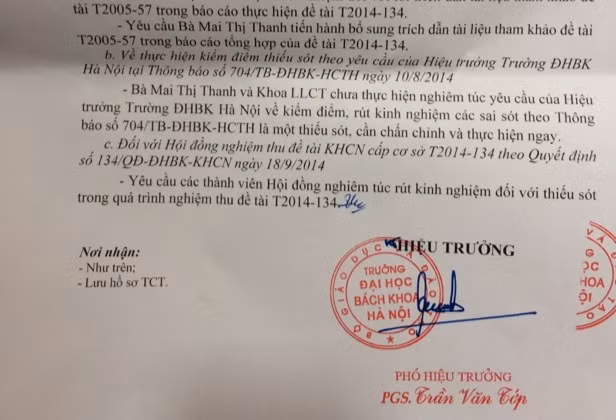 tài T2005-57 trong báo cáo thực hiện đề tài T2014-134.
- Yêu cầu Bà Mai Thị Thanh tiến hành bổ sung trích dẫn tài liệu tham khảo đề tài
T2005-57 trong báo cáo tổng hợp của đề tài T2014-134.
b. Về thực hiện kiểm điểm thiếu sót theo yêu cầu của Hiệu trưởng Trường ĐHBK
Hà Nội tại Thông báo số 704/TB-ĐHBK-HCTH ngày 10/8/2014
- Bà Mai Thị Thanh và Khoa LLCT chưa thực hiện nghiêm túc yêu cầu của Hiệu
trưởng Trường ĐHBK Hà Nội về kiểm điểm, rút kinh nghiệm các sai sót theo Thông
báo số 704/TB-ĐHBK-HCTH là một thiếu sót, cần chấn chỉnh và thực hiện ngay.
c. Đối với Hội đồng nghiệm thu đề tài KHCN cấp cơ sở T2014-134 theo Quyết định
số 134/QĐ-ĐHBK-KHCN ngày 18/9/2014
- Yêu cầu các thành viên Hội đồng nghiêm túc rút kinh nghiệm đối với thiếu sót
trong quá trình nghiệm thu đề tài T2014-134.
Nơi nhận:
- Như trên;
- Lưu hồ sơ TCT.
HIỆU TRƯỞNG
BỘ GIÁO DỤC VÀ ĐÀO TẠO
TRƯỜNG
ĐẠI HỌC
BÁCH KHOA
HÀ NỘI
PHÓ HIỆU TRƯỞNG
PGS. Trần Văn Tớp